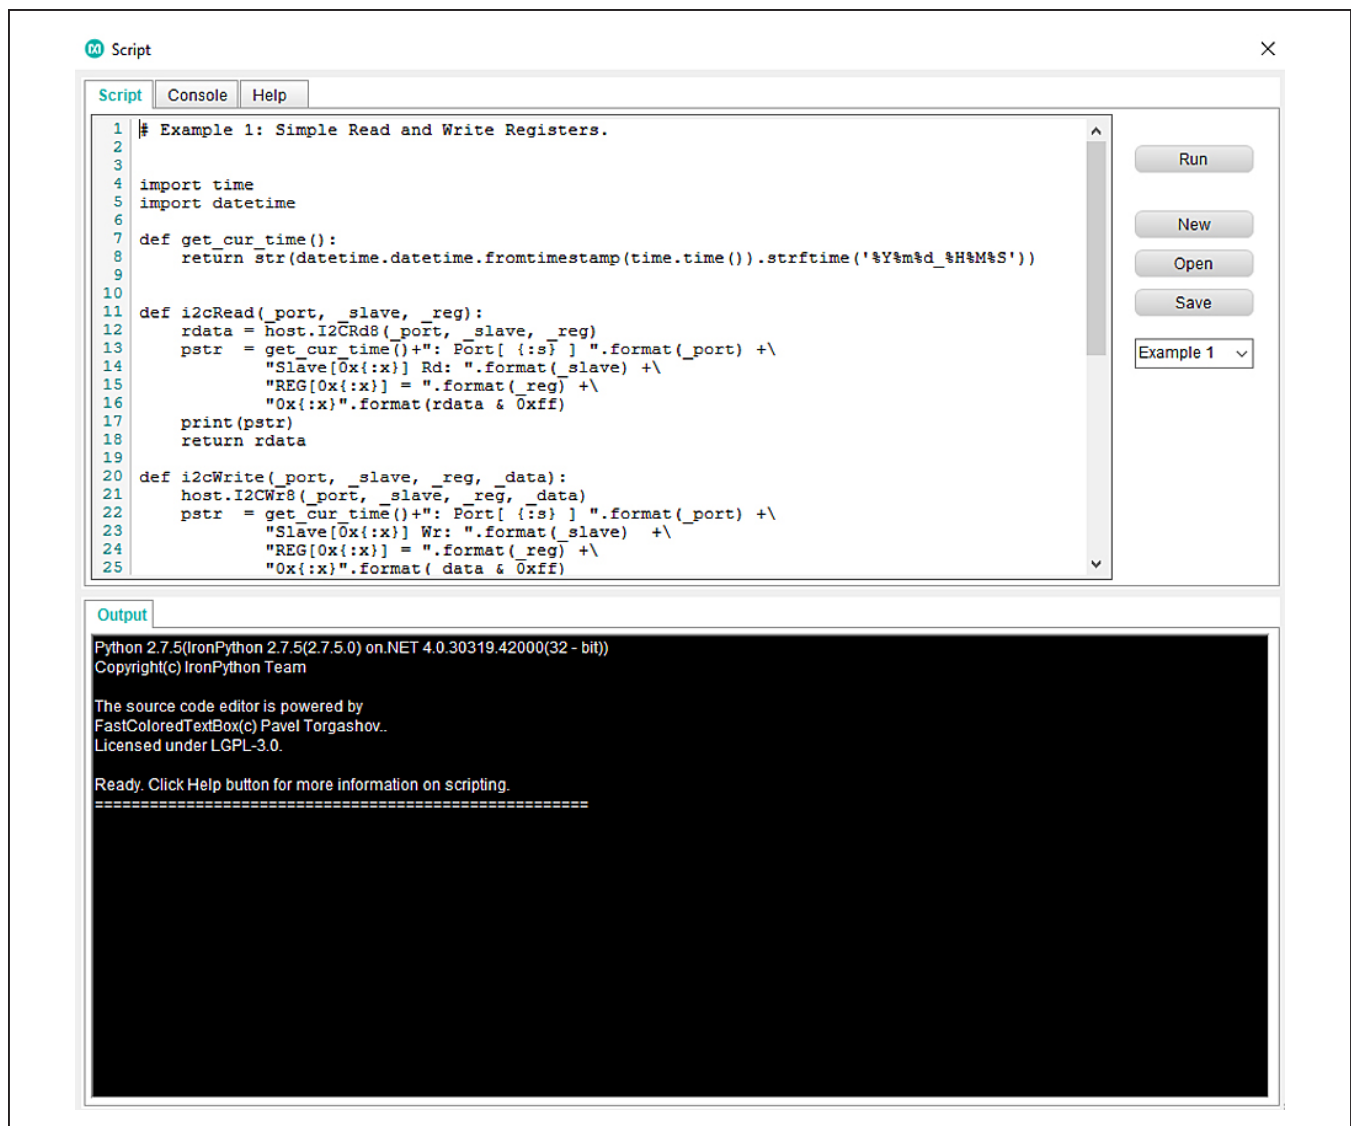 Script
Script Console Help
1 # Example 1: Simple Read and Write Registers.
2
3
4 import time
5 import datetime
6
7 def get_cur_time():
8     return str(datetime.datetime.fromtimestamp(time.time()).strftime('%Y%m%d_%H%M%S'))
9
10
11 def i2cRead(_port, _slave, _reg):
12     rdata = host.I2CRd8(_port, _slave, _reg)
13     pstr  = get_cur_time()+": Port[ {:s} ] ".format(_port) +\
14             "Slave[0x{:x}] Rd: ".format(_slave) +\
15             "REG[0x{:x}] = ".format(_reg) +\
16             "0x{:x}".format(rdata & 0xff)
17     print(pstr)
18     return rdata
19
20 def i2cWrite(_port, _slave, _reg, _data):
21     host.I2CWr8(_port, _slave, _reg, _data)
22     pstr  = get_cur_time()+": Port[ {:s} ] ".format(_port) +\
23             "Slave[0x{:x}] Wr: ".format(_slave)  +\
24             "REG[0x{:x}] = ".format(_reg) +\
25             "0x{:x}".format(_data & 0xff)
Run
New
Open
Save
Example 1
Output
Python 2.7.5(IronPython 2.7.5(2.7.5.0) on.NET 4.0.30319.42000(32 - bit))
Copyright(c) IronPython Team
The source code editor is powered by
FastColoredTextBox(c) Pavel Torgashov..
Licensed under LGPL-3.0.
Ready. Click Help button for more information on scripting.
======================================================